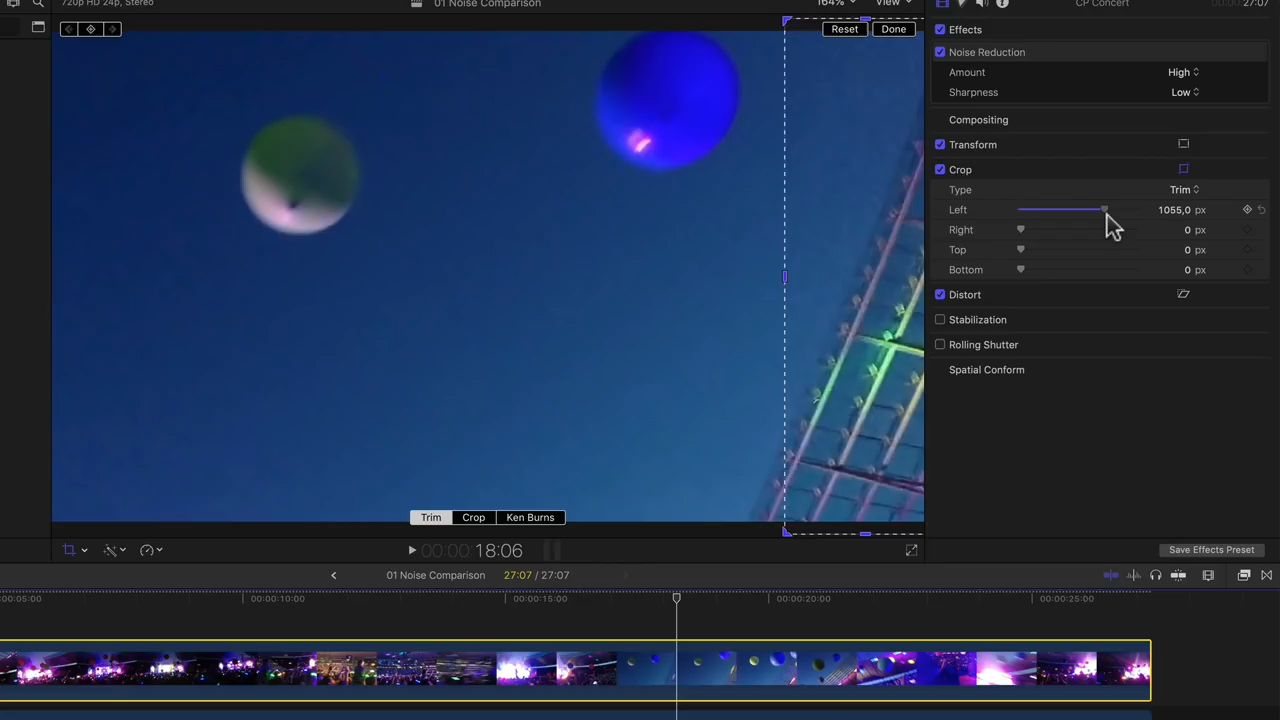 720p HD 24p, Stereo
01 Noise Comparison
164%
View
CP Concert
00:00:27:07
Reset
Done
Effects
Noise Reduction
Amount High
Sharpness Low
Compositing
Transform
Crop
Type Trim
Left 1055,0 px
Right 0 px
Top 0 px
Bottom 0 px
Distort
Stabilization
Rolling Shutter
Spatial Conform
Trim
Crop
Ken Burns
00:00:18:06
Save Effects Preset
01 Noise Comparison
27:07 / 27:07
00:00:05:00
00:00:10:00
00:00:15:00
00:00:20:00
00:00:25:00